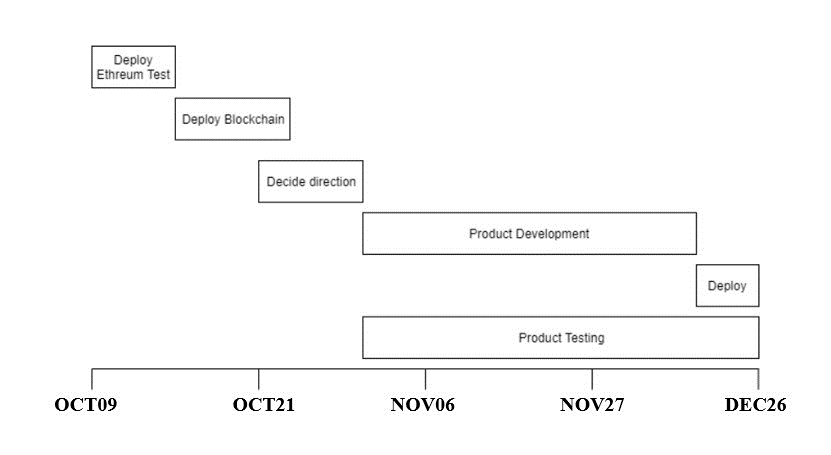 Deploy
Ethreum Test
Deploy Blockchain
Decide direction
Product Development
Deploy
Product Testing
OCT09
OCT21
NOV06
NOV27
DEC26